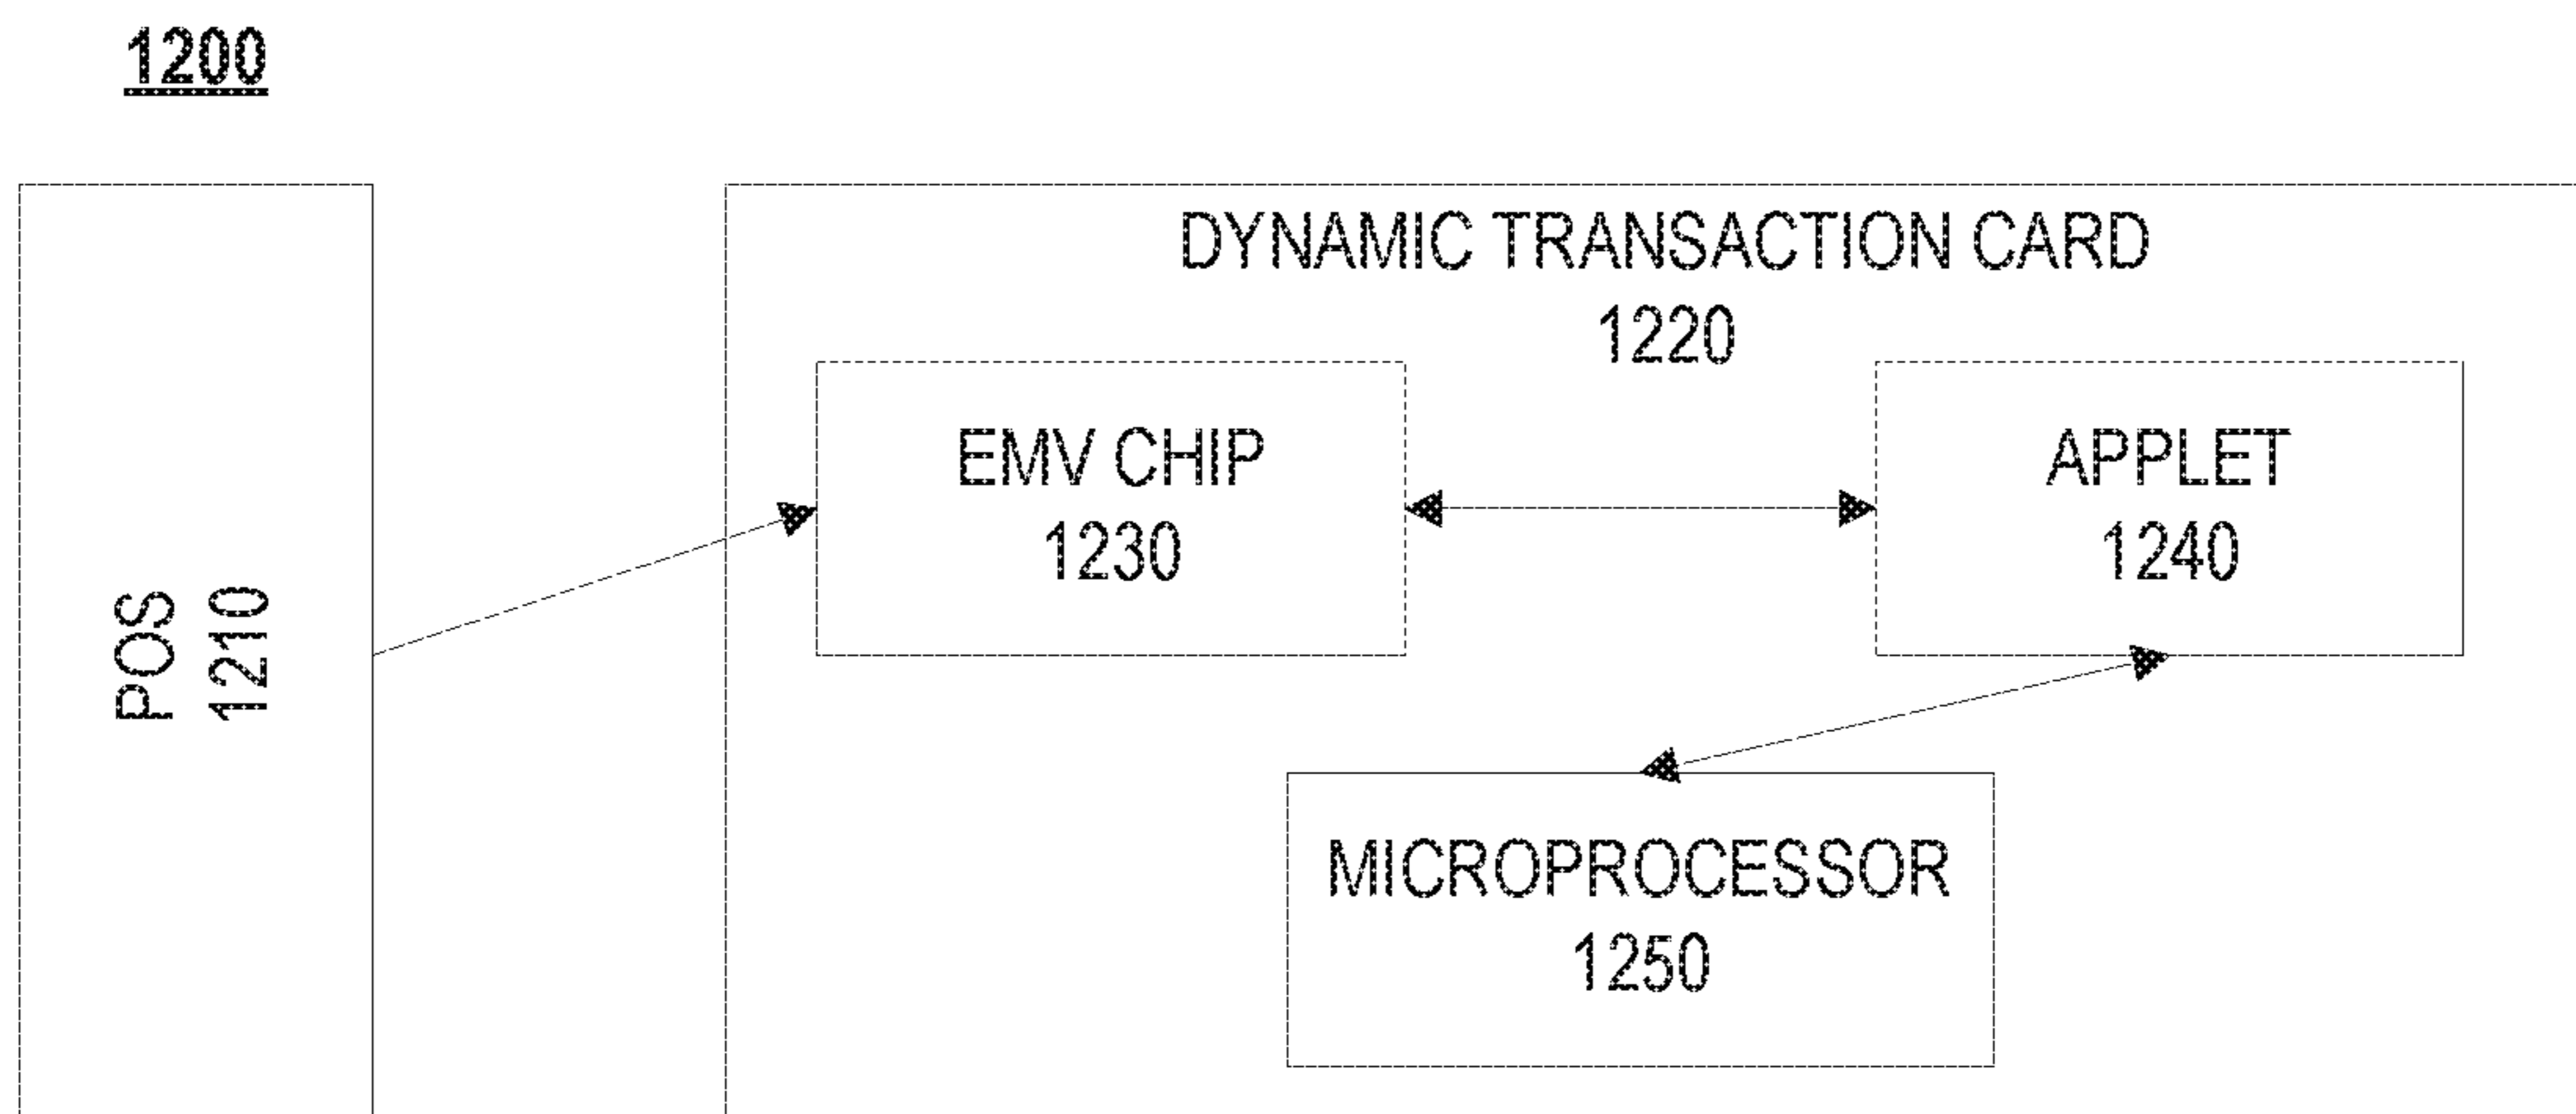 1200
DYNAMIC TRANSACTION CARD
1220
EMV CHIP
1230
APPLET
1240
POS
1210
MICROPROCESSOR
1250